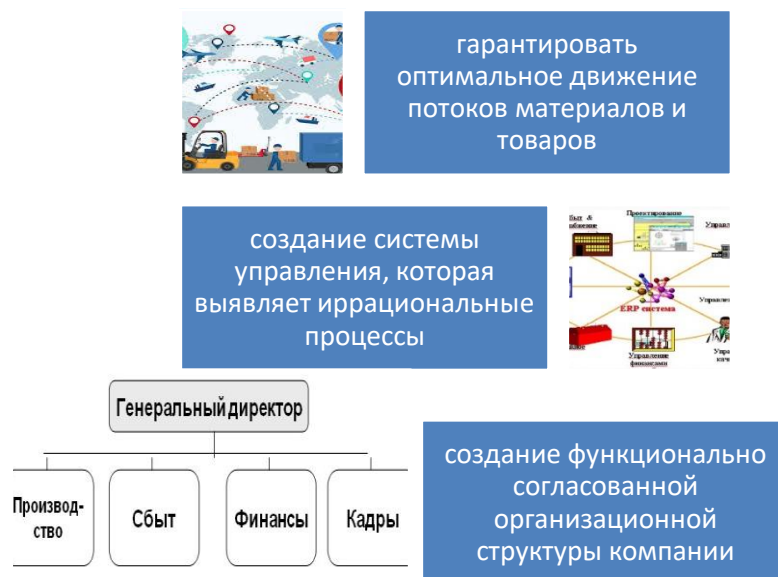 гарантировать
оптимальное движение
потоков материалов и
товаров
создание системы
управления, которая
выявляет иррациональные
процессы
Проектирование
ERP система
Управление
финансами
Генеральный директор
Производ-
ство
Сбыт
Финансы
Кадры
создание функционально
согласованной
организационной
структуры компании